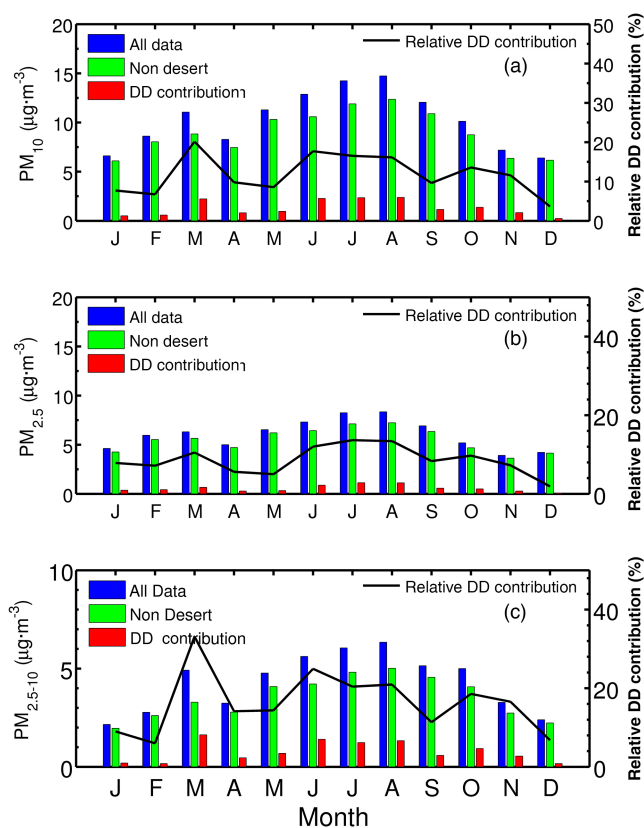 20
15
10
5
0
PM10 (µg·m-3)
All data
Non desert
DD contribution
Relative DD contribution
(a)
50
40
30
20
10
0
Relative DD contribution (%)
J F M A M J J A S O N D
20
15
10
5
0
PM2.5 (µg·m-3)
All data
Non desert
DD contribution
Relative DD contribution
(b)
40
20
0
Relative DD contribution (%)
J F M A M J J A S O N D
10
5
0
PM2.5-10 (µg·m-3)
All Data
Non Desert
DD contribution
Relative DD contribution
(c)
40
20
0
Relative DD contribution (%)
J F M A M J J A S O N D
Month